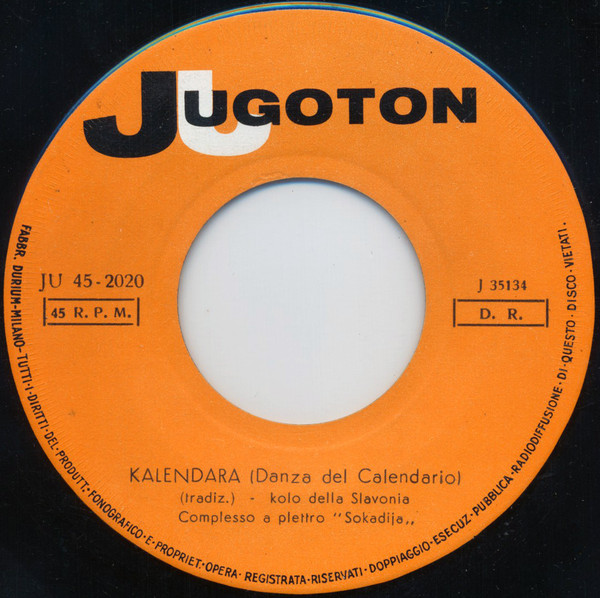 JUGOTON
JU 45-2020
45 R. P. M.
J 35134
D. R.
KALENDARA (Danza del Calendario)
(tradiz.) - kolo della Slavonia
Complesso a plettro "Sokadija„
FABBR. DURIUM-MILANO-TUTTI·I·DIRITTI·DEL·PRODUTT·FONOGRAFICO·E·PROPRIET·OPERA·REGISTRATA·RISERVATI·DOPPIAGGIO·ESECUZ·PUBBLICA·RADIODIFFUSIONE·DI·QUESTO·DISCO·VIETATI·